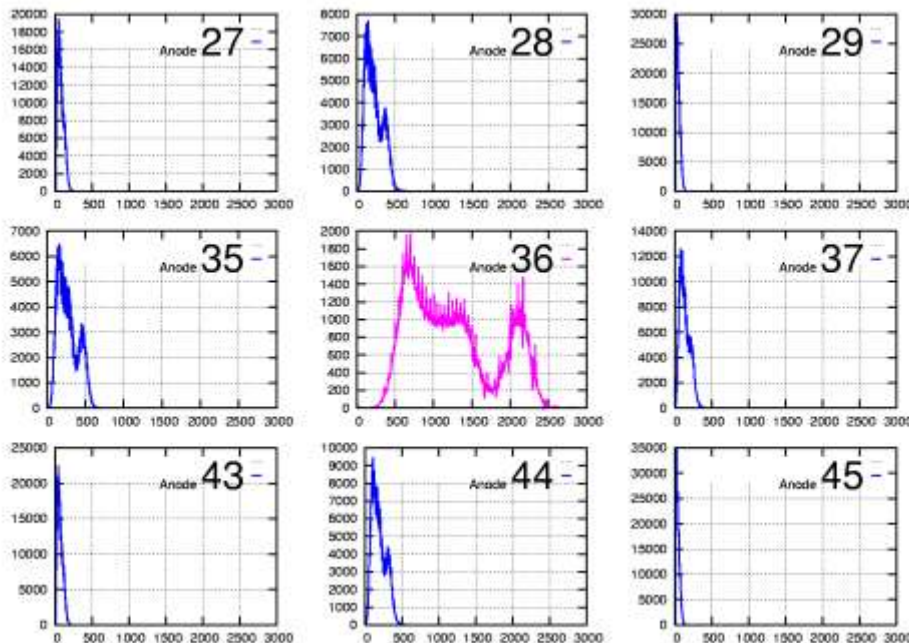 20000 18000 16000 14000 12000 10000 8000 6000 4000 2000 0
Anode 27
0 500 1000 1500 2000 2500 3000
8000 7000 6000 5000 4000 3000 2000 1000 0
Anode 28
0 500 1000 1500 2000 2500 3000
30000 25000 20000 15000 10000 5000 0
Anode 29
0 500 1000 1500 2000 2500 3000
7000 6000 5000 4000 3000 2000 1000 0
Anode 35
0 500 1000 1500 2000 2500 3000
2000 1800 1600 1400 1200 1000 800 600 400 200 0
Anode 36
0 500 1000 1500 2000 2500 3000
14000 12000 10000 8000 6000 4000 2000 0
Anode 37
0 500 1000 1500 2000 2500 3000
25000 20000 15000 10000 5000 0
Anode 43
0 500 1000 1500 2000 2500 3000
10000 9000 8000 7000 6000 5000 4000 3000 2000 1000 0
Anode 44
0 500 1000 1500 2000 2500 3000
35000 30000 25000 20000 15000 10000 5000 0
Anode 45
0 500 1000 1500 2000 2500 3000